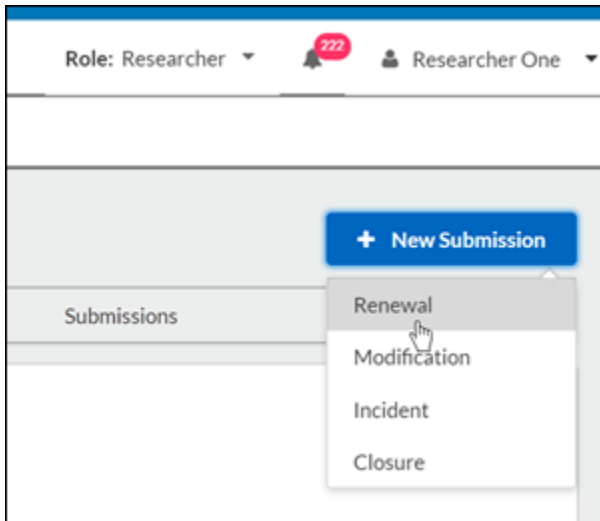 Role: Researcher 222 Researcher One
+ New Submission
Submissions
Renewal
Modification
Incident
Closure